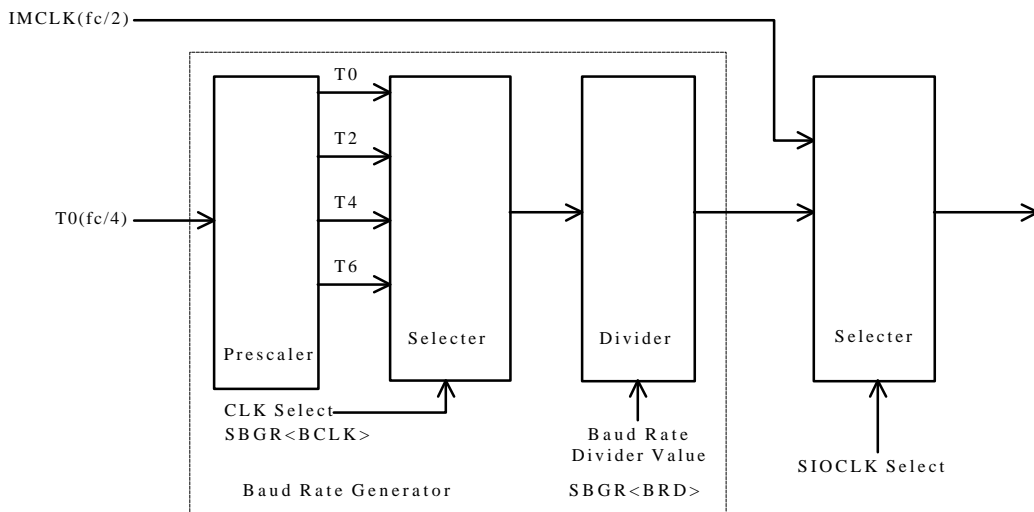 IMCLK(fc/2)
T0
T2
T0(fc/4)
T4
T6
Prescaler
Selecter
Divider
Selecter
CLK Select
SBGR<BCLK>
Baud Rate
Divider Value
SIOCLK Select
Baud Rate Generator
SBGR<BRD>